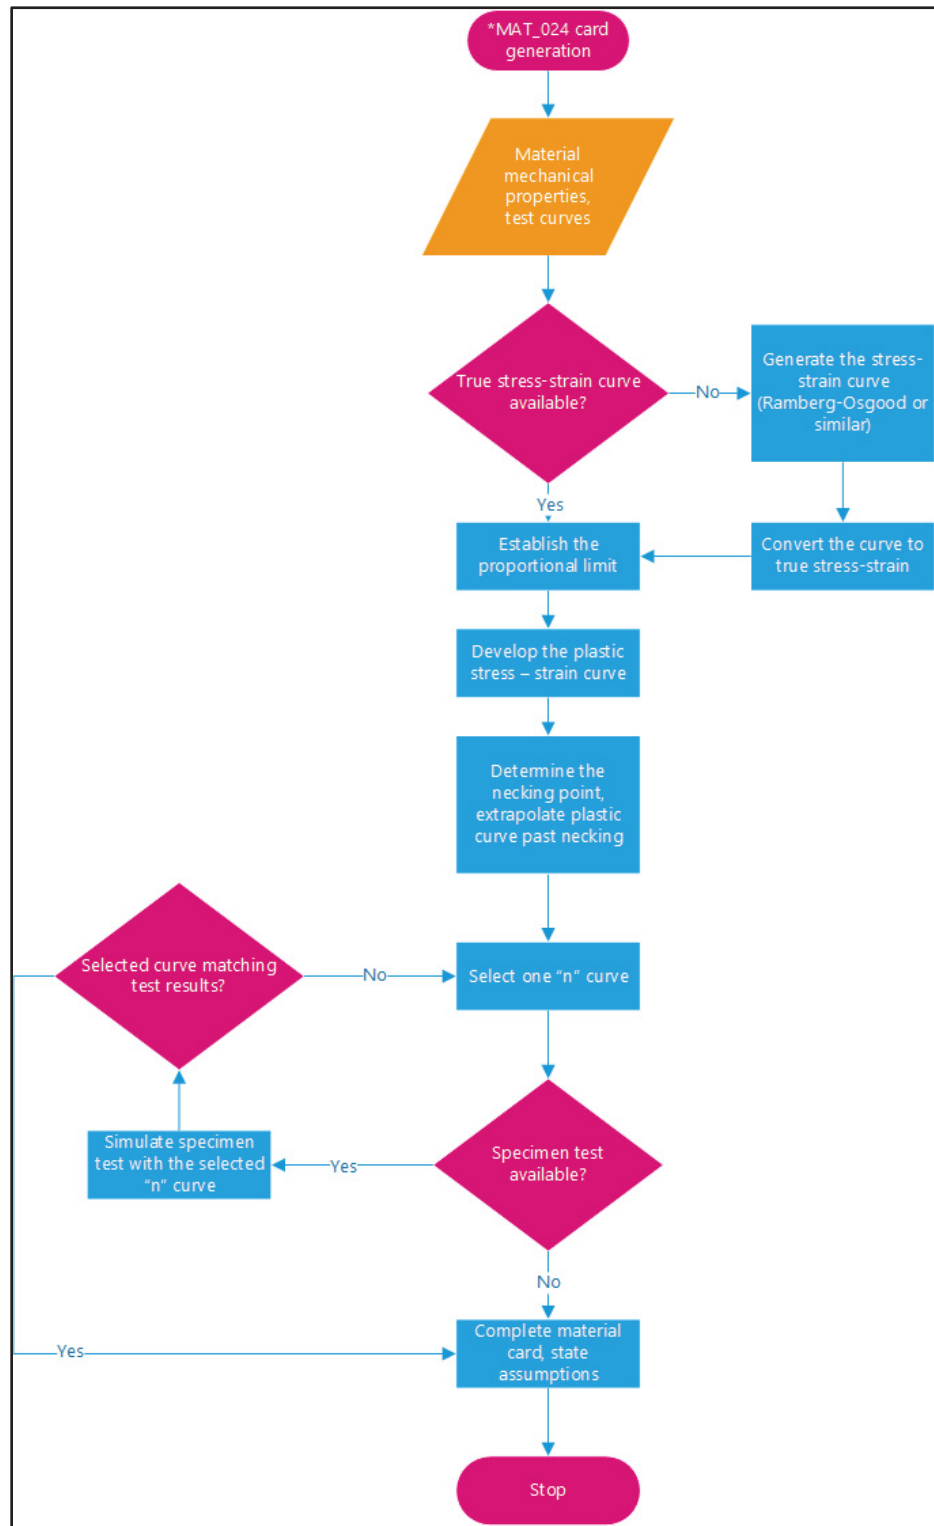 *MAT_024 card
generation
Material
mechanical
properties,
test curves
True stress-strain curve
available?
No
Generate the stress-
strain curve
(Ramberg-Osgood or
similar)
Yes
Establish the
proportional limit
Convert the curve to
true stress-strain
Develop the plastic
stress – strain curve
Determine the
necking point,
extrapolate plastic
curve past necking
Selected curve matching
test results?
No
Select one “n” curve
Simulate specimen
test with the selected
“n” curve
Yes
Specimen test
available?
No
Complete material
card, state
assumptions
Yes
Stop